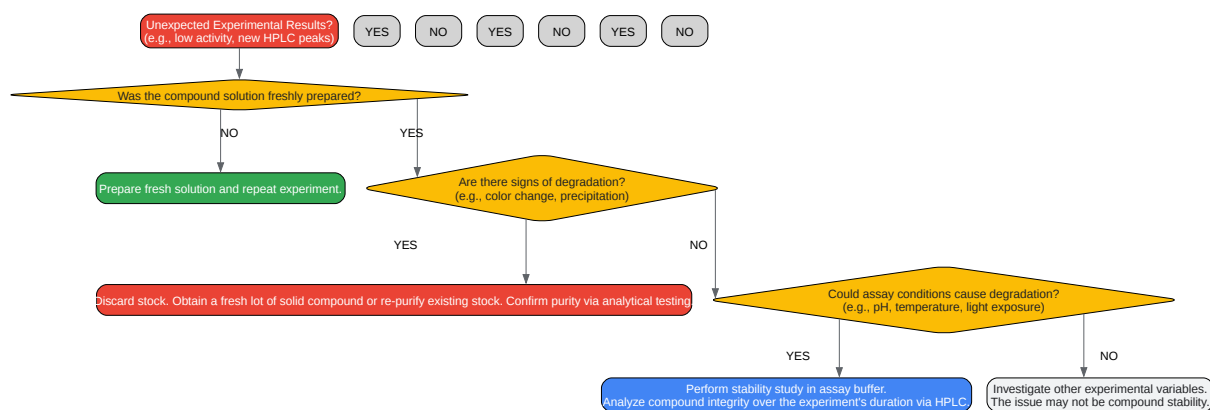 Unexpected Experimental Results?
(e.g., low activity, new HPLC peaks)
YES
NO
YES
NO
YES
NO
Was the compound solution freshly prepared?
NO
YES
Prepare fresh solution and repeat experiment.
Are there signs of degradation?
(e.g., color change, precipitation)
YES
NO
Discard stock. Obtain a fresh lot of solid compound or re-purify existing stock. Confirm purity via analytical testing.
Could assay conditions cause degradation?
(e.g., pH, temperature, light exposure)
YES
NO
Perform stability study in assay buffer.
Analyze compound integrity over the experiment's duration via HPLC.
Investigate other experimental variables.
The issue may not be compound stability.